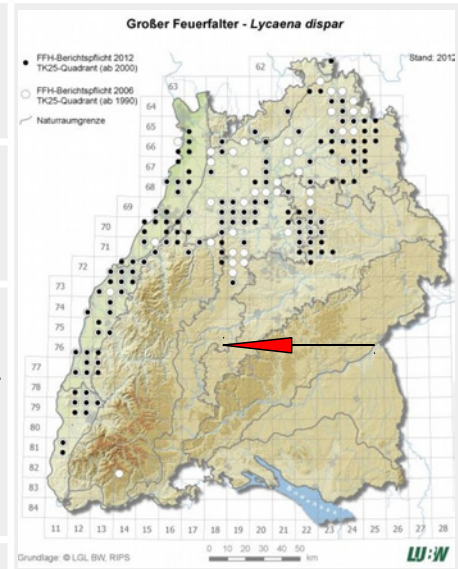 Großer Feuerfalter - Lycaena dispar
FFH-Berichtspflicht 2012
TK25-Quadrant (ab 2000)
FFH-Berichtspflicht 2006
TK25-Quadrant (ab 1990)
Naturraumgrenze
Stand: 2012
62
63
64
65
66
67
68
69
70
71
72
73
74
75
76
77
78
79
80
81
82
83
84
11 12 13 14 15 16 17 18 19 20 21 22 23 24 25 26 27 28
Grundlage: © LGL BW, RIPS
0 10 20 30 40 50
km
LUBW